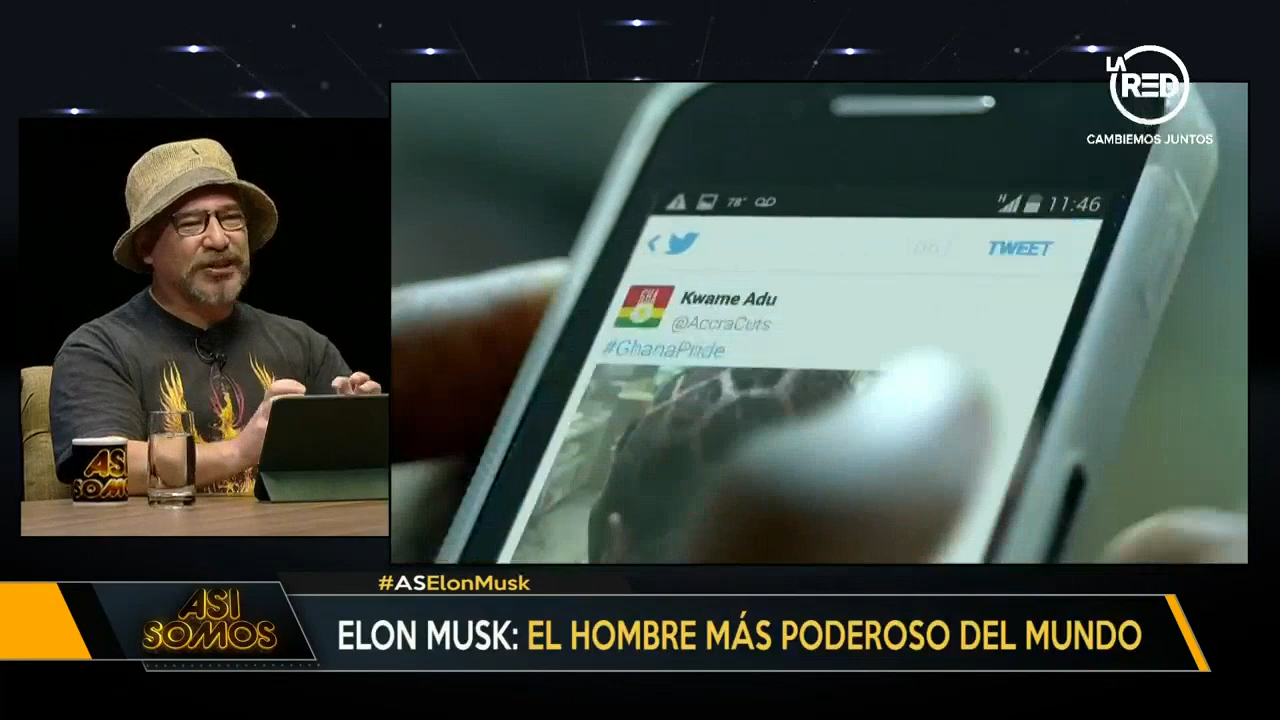 LA
RED
CAMBIEMOS JUNTOS
78°
11:46
TWEET
GHA
Kwame Adu
@AccraCuts
#GhanaPride
ASI
SOMOS
#ASElonMusk
ASI
SOMOS
ELON MUSK: EL HOMBRE MÁS PODEROSO DEL MUNDO